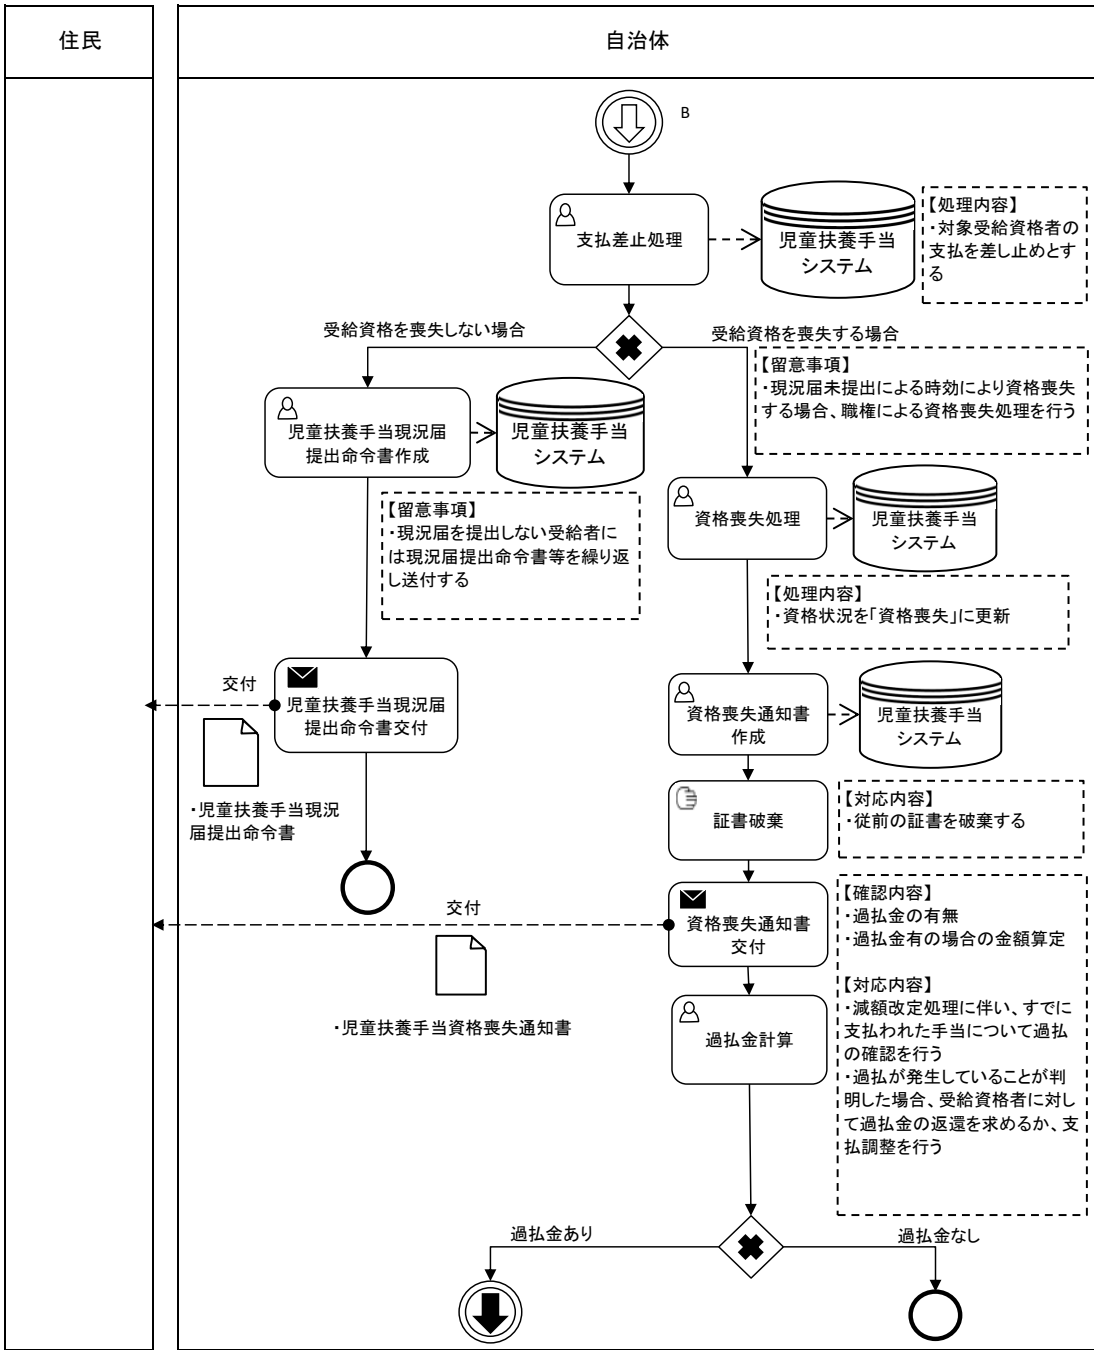 住民
自治体
B
支払差止処理
児童扶養手当
システム
【処理内容】
・対象受給資格者の
支払を差し止めとす
る
受給資格を喪失しない場合
受給資格を喪失する場合
【留意事項】
・現況届未提出による時効により資格喪失
する場合、職権による資格喪失処理を行う
児童扶養手当現況届
提出命令書作成
児童扶養手当
システム
【留意事項】
・現況届を提出しない受給者に
は現況届提出命令書等を繰り返
し送付する
資格喪失処理
児童扶養手当
システム
【処理内容】
・資格状況を「資格喪失」に更新
交付
児童扶養手当現況届
提出命令書交付
・児童扶養手当現況
届提出命令書
資格喪失通知書
作成
児童扶養手当
システム
証書破棄
【対応内容】
・従前の証書を破棄する
交付
資格喪失通知書
交付
・児童扶養手当資格喪失通知書
【確認内容】
・過払金の有無
・過払金有の場合の金額算定
【対応内容】
・減額改定処理に伴い、すでに
支払われた手当について過払
の確認を行う
・過払が発生していることが判
明した場合、受給資格者に対し
て過払金の返還を求めるか、支
払調整を行う
過払金計算
過払金あり
過払金なし